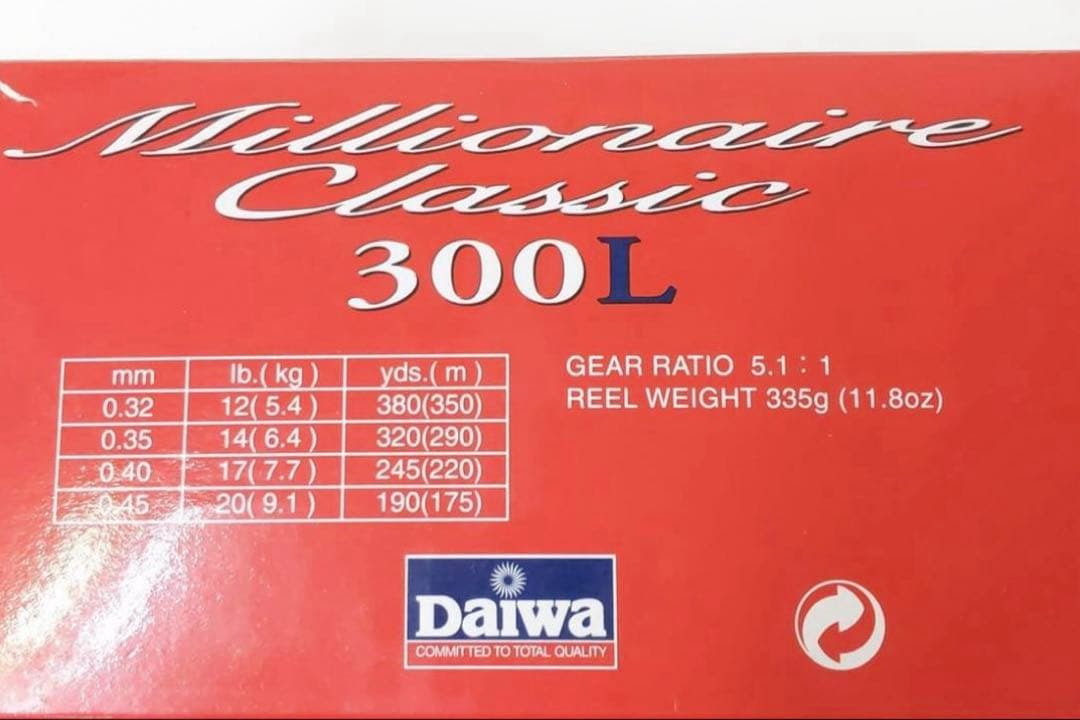 Millionaire
Classic
300L
mm lb.( kg ) yds.( m )
0.32 12( 5.4 ) 380(350)
0.35 14( 6.4 ) 320(290)
0.40 17( 7.7 ) 245(220)
0.45 20( 9.1 ) 190(175)
GEAR RATIO 5.1 : 1
REEL WEIGHT 335g (11.8oz)
Daiwa
COMMITTED TO TOTAL QUALITY